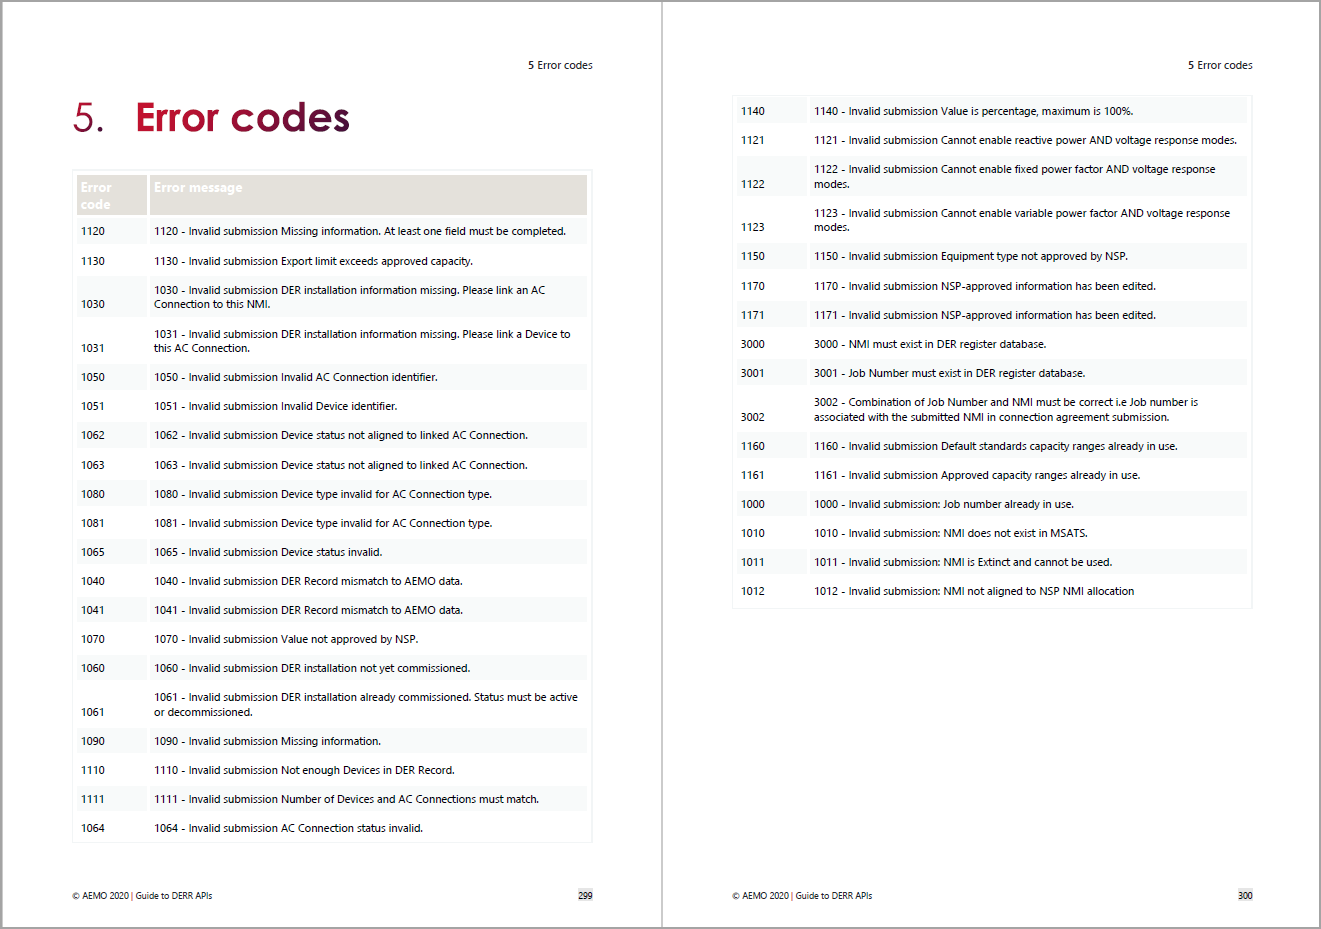 5 Error codes
5. Error codes
Error code Error message
1120 1120 - Invalid submission Missing information. At least one field must be completed.
1130 1130 - Invalid submission Export limit exceeds approved capacity.
1030 1030 - Invalid submission DER installation information missing. Please link an AC
Connection to this NMI.
1031 1031 - Invalid submission DER installation information missing. Please link a Device to
this AC Connection.
1050 1050 - Invalid submission Invalid AC Connection identifier.
1051 1051 - Invalid submission Invalid Device identifier.
1062 1062 - Invalid submission Device status not aligned to linked AC Connection.
1063 1063 - Invalid submission Device status not aligned to linked AC Connection.
1080 1080 - Invalid submission Device type invalid for AC Connection type.
1081 1081 - Invalid submission Device type invalid for AC Connection type.
1065 1065 - Invalid submission Device status invalid.
1040 1040 - Invalid submission DER Record mismatch to AEMO data.
1041 1041 - Invalid submission DER Record mismatch to AEMO data.
1070 1070 - Invalid submission Value not approved by NSP.
1060 1060 - Invalid submission DER installation not yet commissioned.
1061 1061 - Invalid submission DER installation already commissioned. Status must be active
or decommissioned.
1090 1090 - Invalid submission Missing information.
1110 1110 - Invalid submission Not enough Devices in DER Record.
1111 1111 - Invalid submission Number of Devices and AC Connections must match.
1064 1064 - Invalid submission AC Connection status invalid.
© AEMO 2020 | Guide to DERR APIs 299
5 Error codes
1140 1140 - Invalid submission Value is percentage, maximum is 100%.
1121 1121 - Invalid submission Cannot enable reactive power AND voltage response modes.
1122 1122 - Invalid submission Cannot enable fixed power factor AND voltage response
modes.
1123 1123 - Invalid submission Cannot enable variable power factor AND voltage response
modes.
1150 1150 - Invalid submission Equipment type not approved by NSP.
1170 1170 - Invalid submission NSP-approved information has been edited.
1171 1171 - Invalid submission NSP-approved information has been edited.
3000 3000 - NMI must exist in DER register database.
3001 3001 - Job Number must exist in DER register database.
3002 3002 - Combination of Job Number and NMI must be correct i.e Job number is
associated with the submitted NMI in connection agreement submission.
1160 1160 - Invalid submission Default standards capacity ranges already in use.
1161 1161 - Invalid submission Approved capacity ranges already in use.
1000 1000 - Invalid submission: Job number already in use.
1010 1010 - Invalid submission: NMI does not exist in MSATS.
1011 1011 - Invalid submission: NMI is Extinct and cannot be used.
1012 1012 - Invalid submission: NMI not aligned to NSP NMI allocation
© AEMO 2020 | Guide to DERR APIs 300